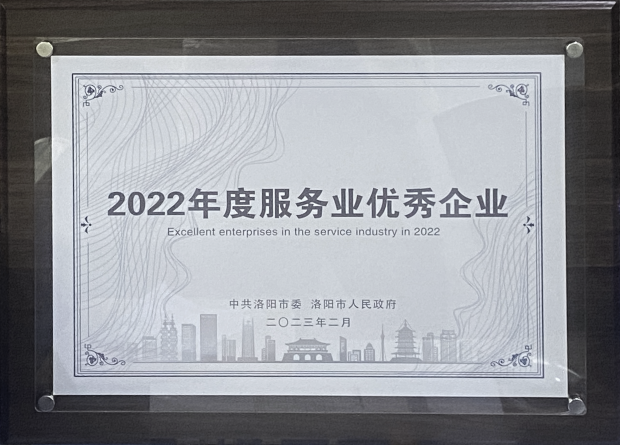 2022年度服务业优秀企业
Excellent enterprises in the service industry in 2022
中共洛阳市委 洛阳市人民政府
二〇二三年二月